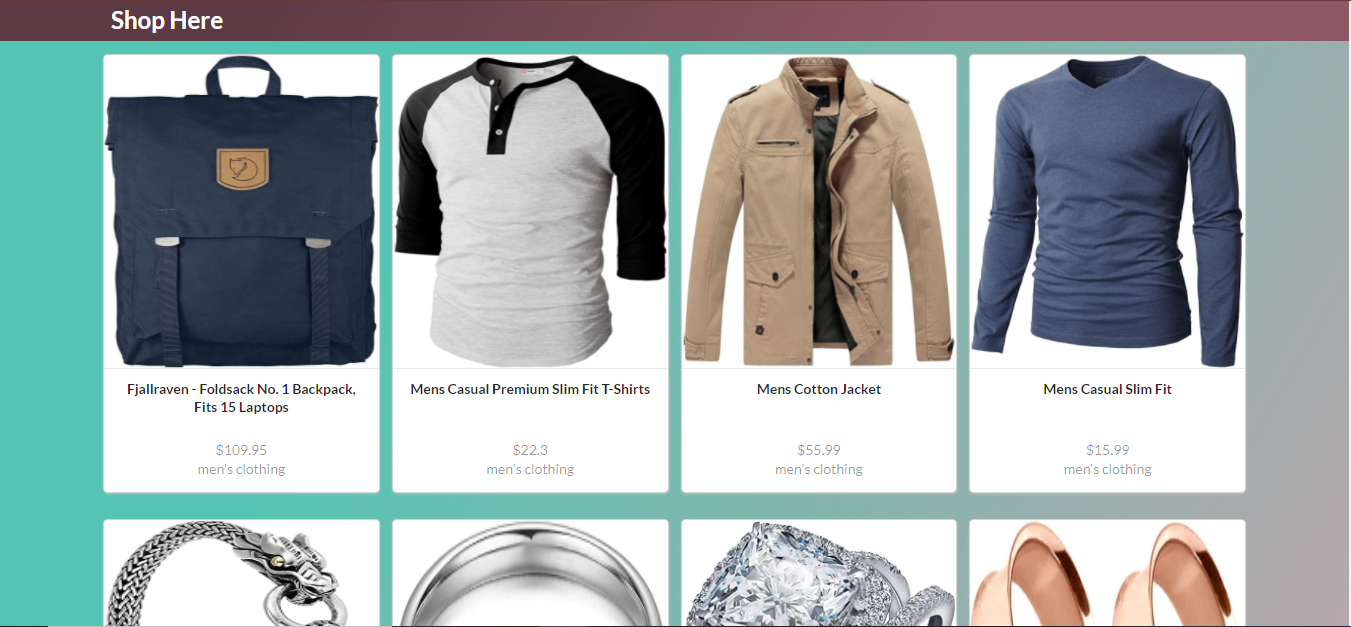 Shop Here
Fjallraven - Foldsack No. 1 Backpack,
Fits 15 Laptops
$109.95
men's clothing
Mens Casual Premium Slim Fit T-Shirts
$22.3
men's clothing
Mens Cotton Jacket
$55.99
men's clothing
Mens Casual Slim Fit
$15.99
men's clothing